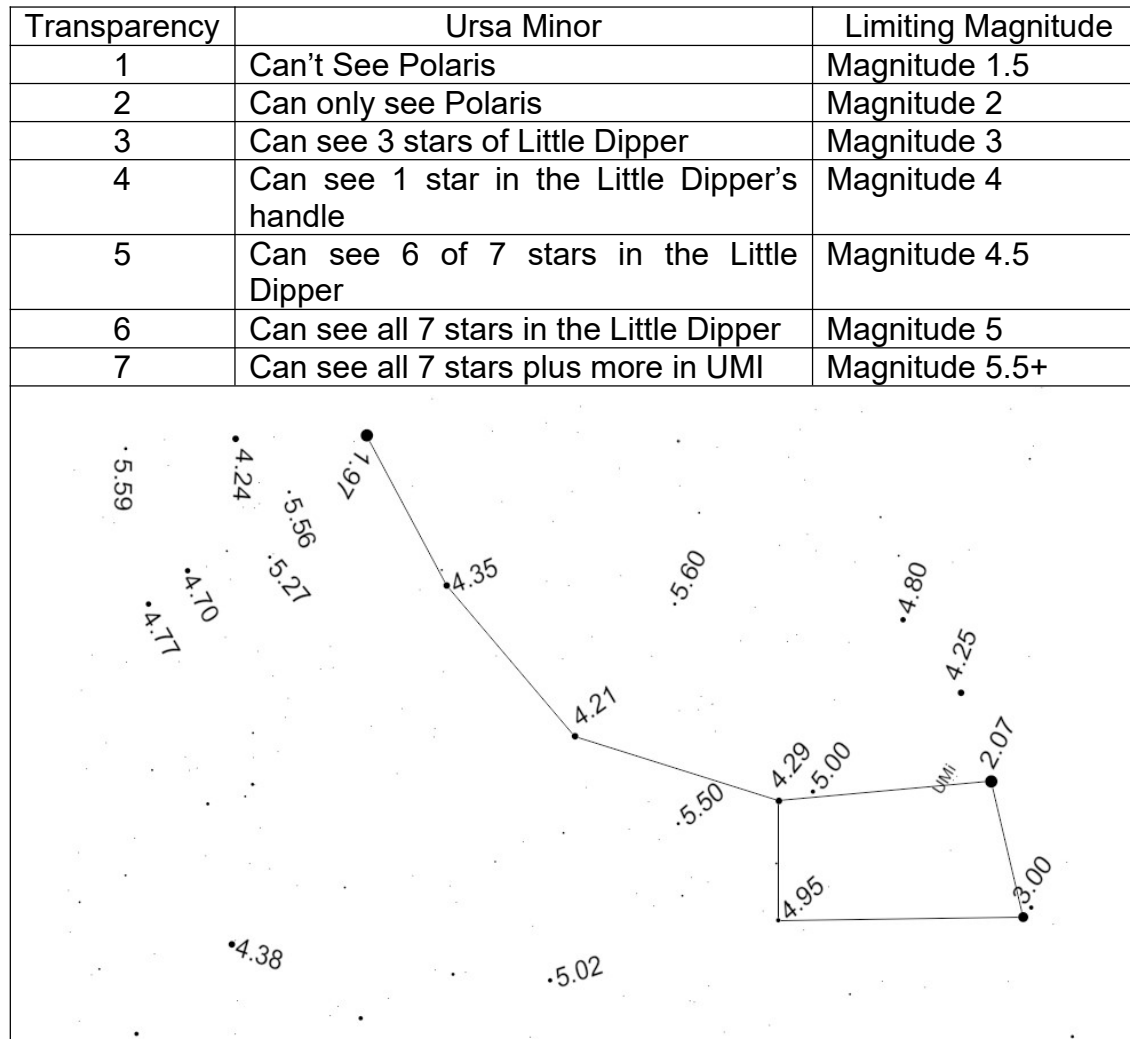 Transparency Ursa Minor Limiting Magnitude
1 Can't See Polaris Magnitude 1.5
2 Can only see Polaris Magnitude 2
3 Can see 3 stars of Little Dipper Magnitude 3
4 Can see 1 star in the Little Dipper's Magnitude 4
handle
5 Can see 6 of 7 stars in the Little Magnitude 4.5
Dipper
6 Can see all 7 stars in the Little Dipper Magnitude 5
7 Can see all 7 stars plus more in UMI Magnitude 5.5+
5.59
4.24
1.97
5.56
5.27
4.35
4.70
4.77
5.60
4.80
4.25
4.21
2.07
4.29
5.00
UMi
5.50
3.00
4.95
4.38
5.02